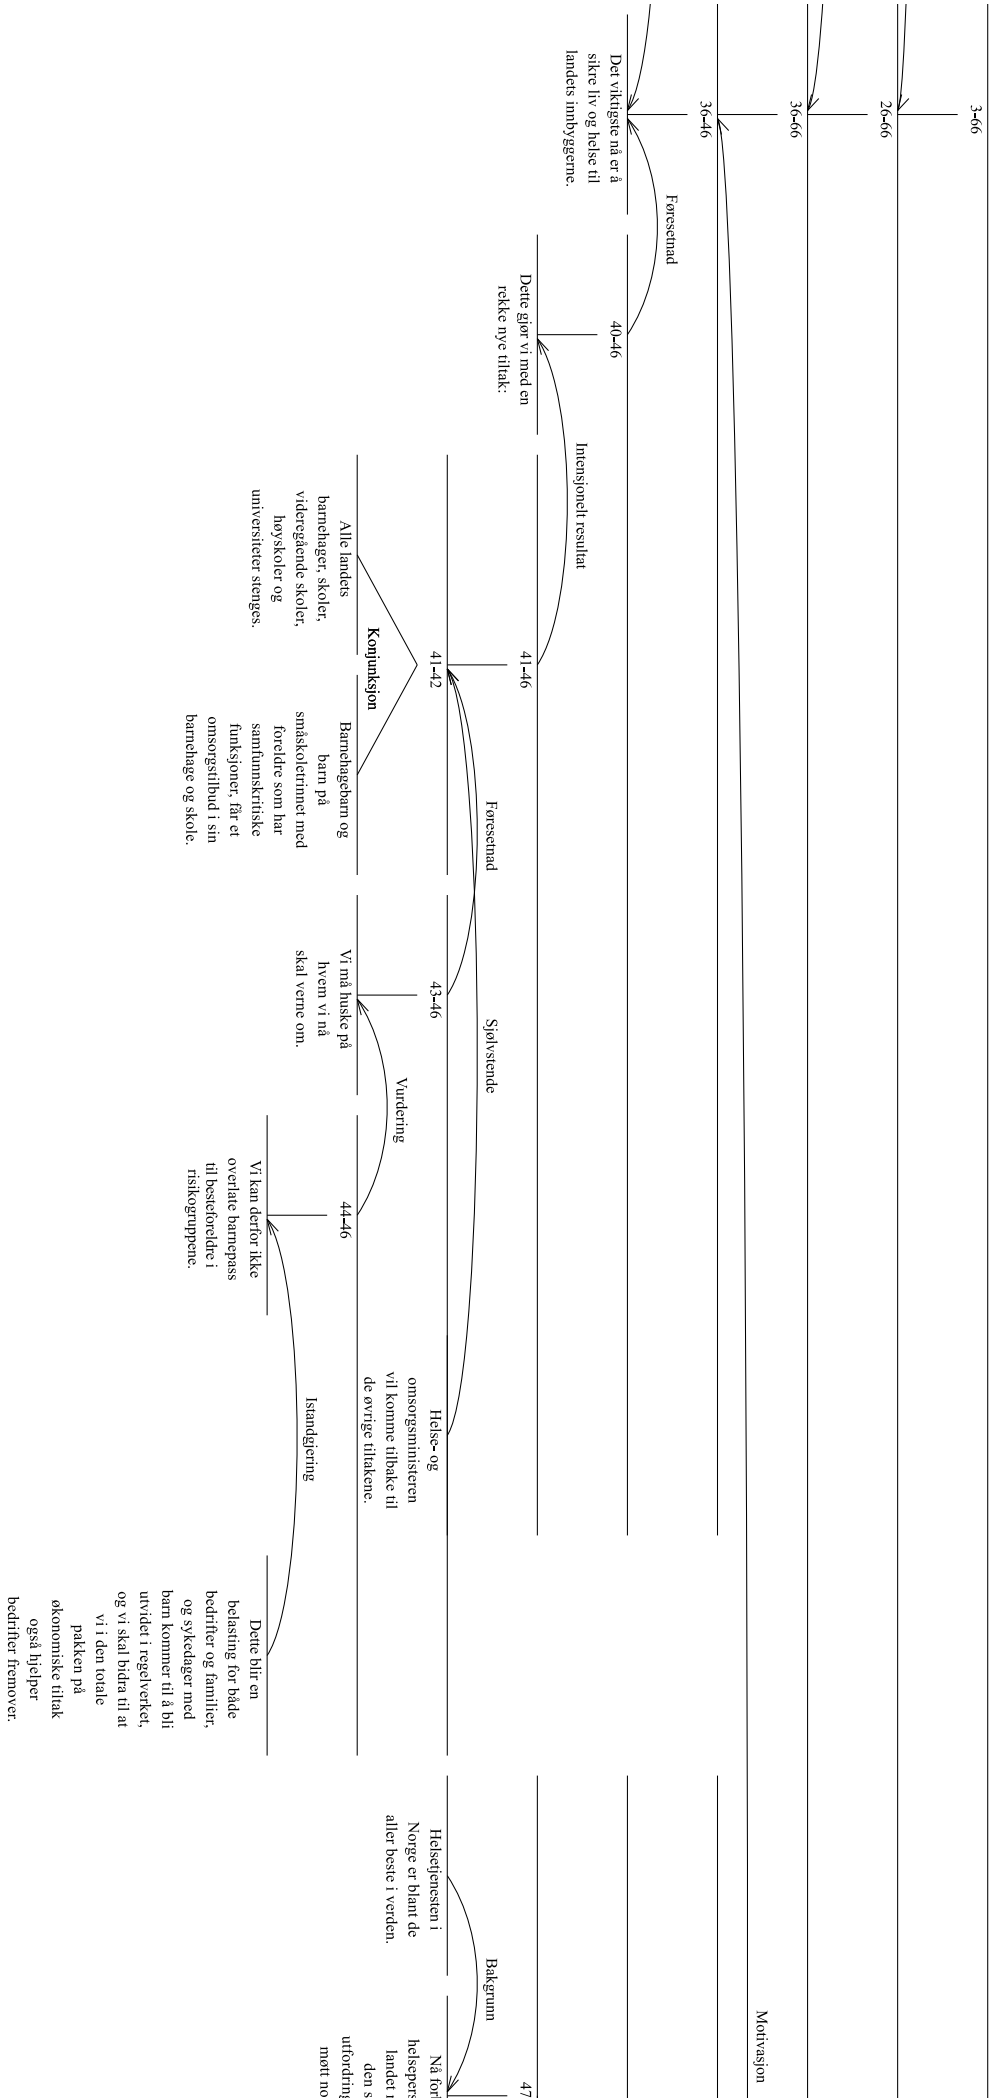 3-66
26-66
36-66
36-46
Motivasjon
Det viktigste nå er å
sikre liv og helse til
landets innbyggerne.
Føresetnad
40-46
Dette gjør vi med en
rekke nye tiltak:
Intensjonelt resultat
41-46
41-42
Alle landets
barnehager, skoler,
videregående skoler,
høyskoler og
universiteter stenges.
Konjunksjon
Barnehagebarn og
barn på
småskoletrinnet med
foreldre som har
samfunnskritiske
funksjoner, får et
omsorgstilbud i sin
barnehage og skole.
Føresetnad
43-46
Vi må huske på
hvem vi nå
skal verne om.
Sjølvstende
Vurdering
44-46
Vi kan derfor ikke
overlate barnepass
til besteforeldre i
risikogruppene.
Istandgjering
Helse- og
omsorgsministeren
vil komme tilbake til
de øvrige tiltakene.
Dette blir en
belasting for både
bedrifter og familier,
og sykedager med
barn kommer til å bli
utvidet i regelverket,
og vi skal bidra til at
vi i den totale
pakken på
økonomiske tiltak
også hjelper
bedrifter fremover.
Helsetjenesten i
Norge er blant de
aller beste i verden.
Bakgrunn
47
Nå
landet
den s
møtt no